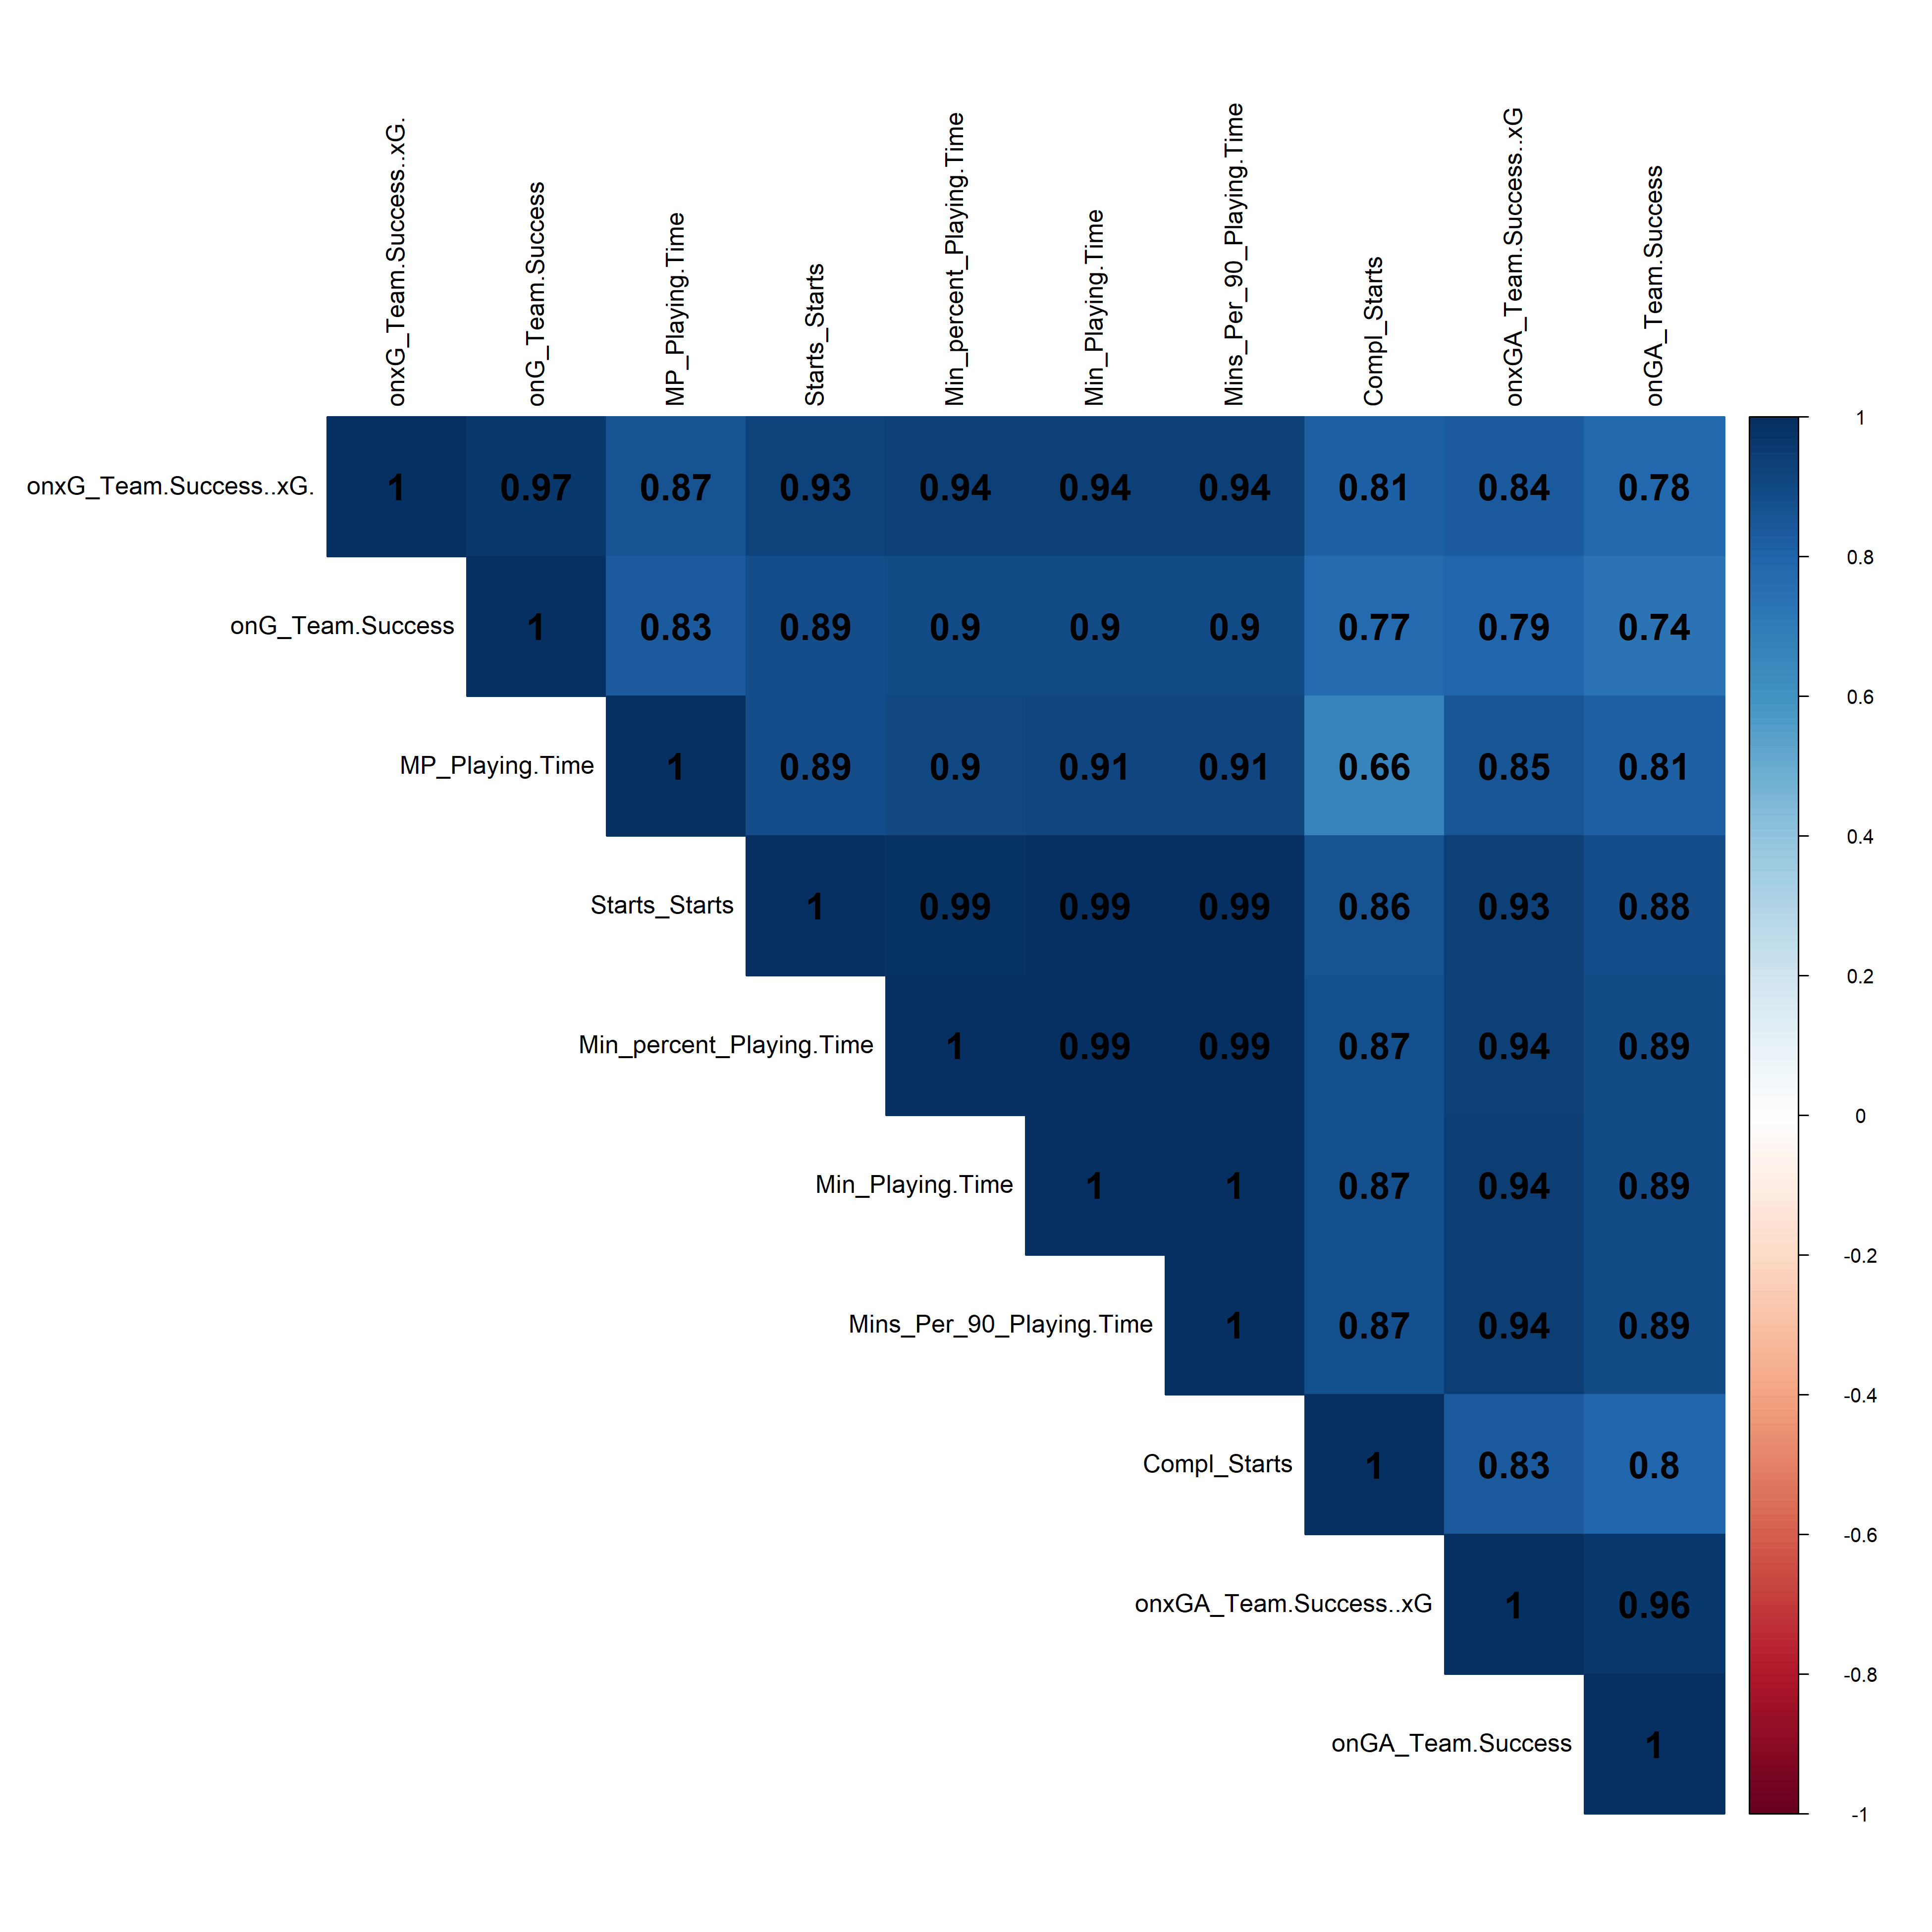 onxG_Team.Success..xG.
onG_Team.Success
MP_Playing.Time
Starts_Starts
Min_percent_Playing.Time
Min_Playing.Time
Mins_Per_90_Playing.Time
Compl_Starts
onxGA_Team.Success..xG
onGA_Team.Success
onxG_Team.Success..xG. 1 0.97 0.87 0.93 0.94 0.94 0.94 0.81 0.84 0.78
onG_Team.Success 1 0.83 0.89 0.9 0.9 0.9 0.77 0.79 0.74
MP_Playing.Time 1 0.89 0.9 0.91 0.91 0.66 0.85 0.81
Starts_Starts 1 0.99 0.99 0.99 0.86 0.93 0.88
Min_percent_Playing.Time 1 0.99 0.99 0.87 0.94 0.89
Min_Playing.Time 1 1 0.87 0.94 0.89
Mins_Per_90_Playing.Time 1 0.87 0.94 0.89
Compl_Starts 1 0.83 0.8
onxGA_Team.Success..xG 1 0.96
onGA_Team.Success 1
1
0.8
0.6
0.4
0.2
0
-0.2
-0.4
-0.6
-0.8
-1